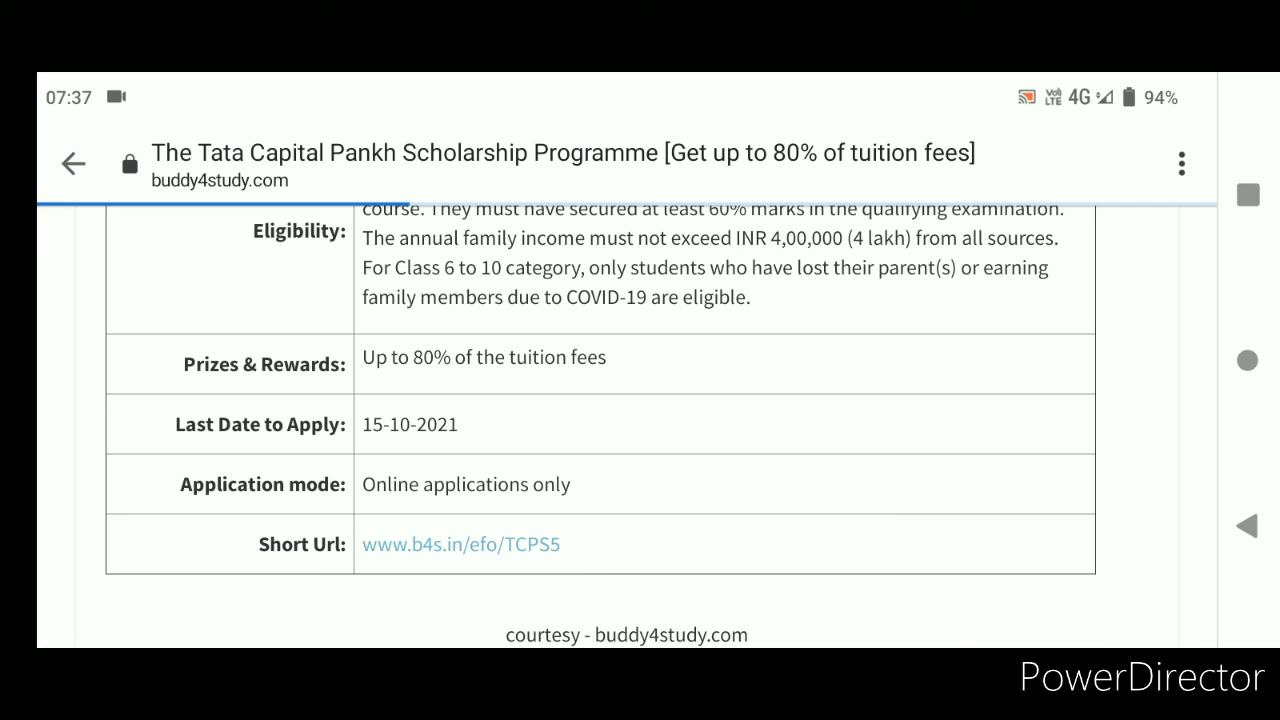 07:37
Vo) LTE 4G 94%
The Tata Capital Pankh Scholarship Programme [Get up to 80% of tuition fees]
buddy4study.com
course. They must have secured at least 60% marks in the qualifying examination.
Eligibility:
The annual family income must not exceed INR 4,00,000 (4 lakh) from all sources.
For Class 6 to 10 category, only students who have lost their parent(s) or earning
family members due to COVID-19 are eligible.
Prizes & Rewards: Up to 80% of the tuition fees
Last Date to Apply: 15-10-2021
Application mode: Online applications only
Short Url: www.b4s.in/efo/TCPS5
courtesy - buddy4study.com
PowerDirector